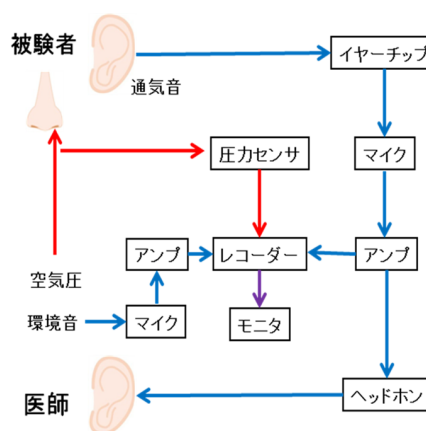 被験者
イヤーチップ
通気音
圧力センサ
マイク
アンプ
レコーダー
アンプ
空気圧
環境音
マイク
モニタ
医師
ヘッドホン